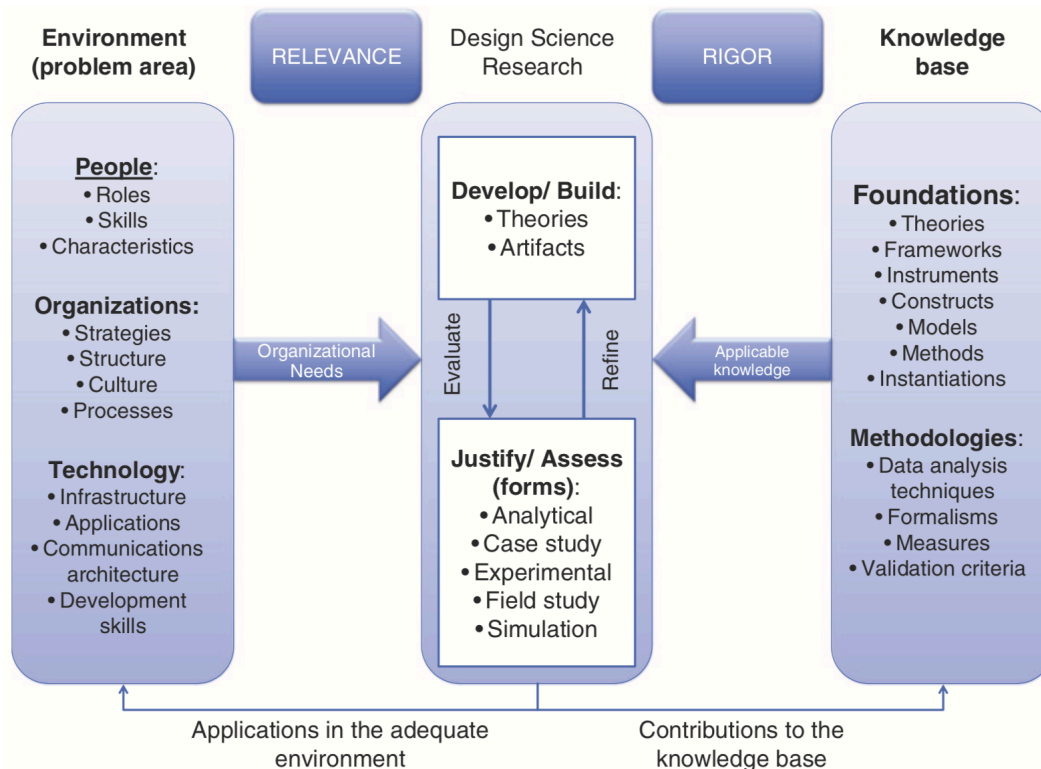 Environment
(problem area)
RELEVANCE
Design Science
Research
RIGOR
Knowledge
base
People:
• Roles
• Skills
• Characteristics
Organizations:
• Strategies
• Structure
• Culture
• Processes
Technology:
• Infrastructure
• Applications
• Communications
architecture
• Development
skills
Organizational
Needs
Develop/ Build:
• Theories
• Artifacts
Evaluate
Refine
Justify/ Assess
(forms):
• Analytical
• Case study
• Experimental
• Field study
• Simulation
Applicable
knowledge
Foundations:
• Theories
• Frameworks
• Instruments
• Constructs
• Models
• Methods
• Instantiations
Methodologies:
• Data analysis
techniques
• Formalisms
• Measures
• Validation criteria
Applications in the adequate
environment
Contributions to the
knowledge base